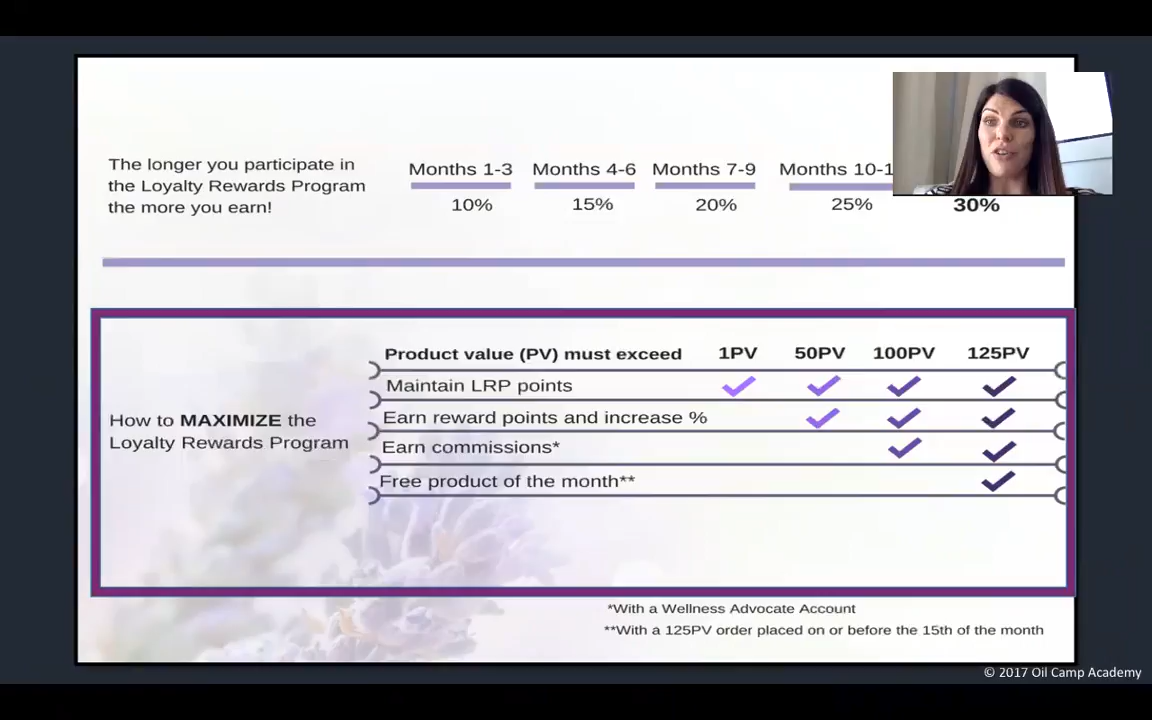 The longer you participate in
the Loyalty Rewards Program
the more you earn!
Months 1-3 Months 4-6 Months 7-9 Months 10-1
10% 15% 20% 25% 30%
Product value (PV) must exceed 1PV 50PV 100PV 125PV
Maintain LRP points
Earn reward points and increase %
Earn commissions*
Free product of the month**
How to MAXIMIZE the
Loyalty Rewards Program
*With a Wellness Advocate Account
**With a 125PV order placed on or before the 15th of the month
© 2017 Oil Camp Academy